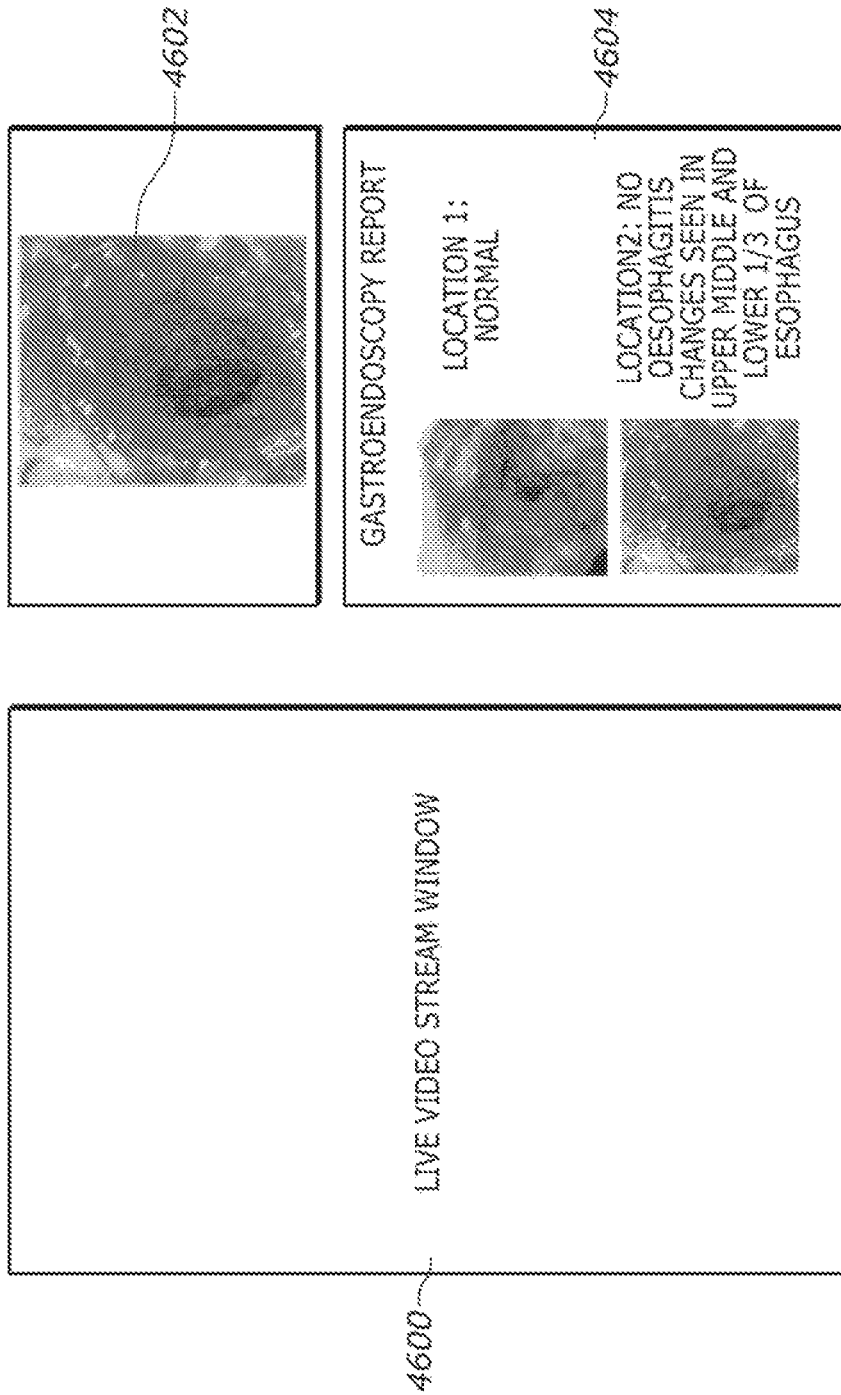 4600
LIVE VIDEO STREAM WINDOW
4602
GASTROENDOSCOPY REPORT
LOCATION 1:
NORMAL
4604
LOCATION2: NO
OESOPHAGITIS
CHANGES SEEN IN
UPPER MIDDLE AND
LOWER 1/3 OF
ESOPHAGUS